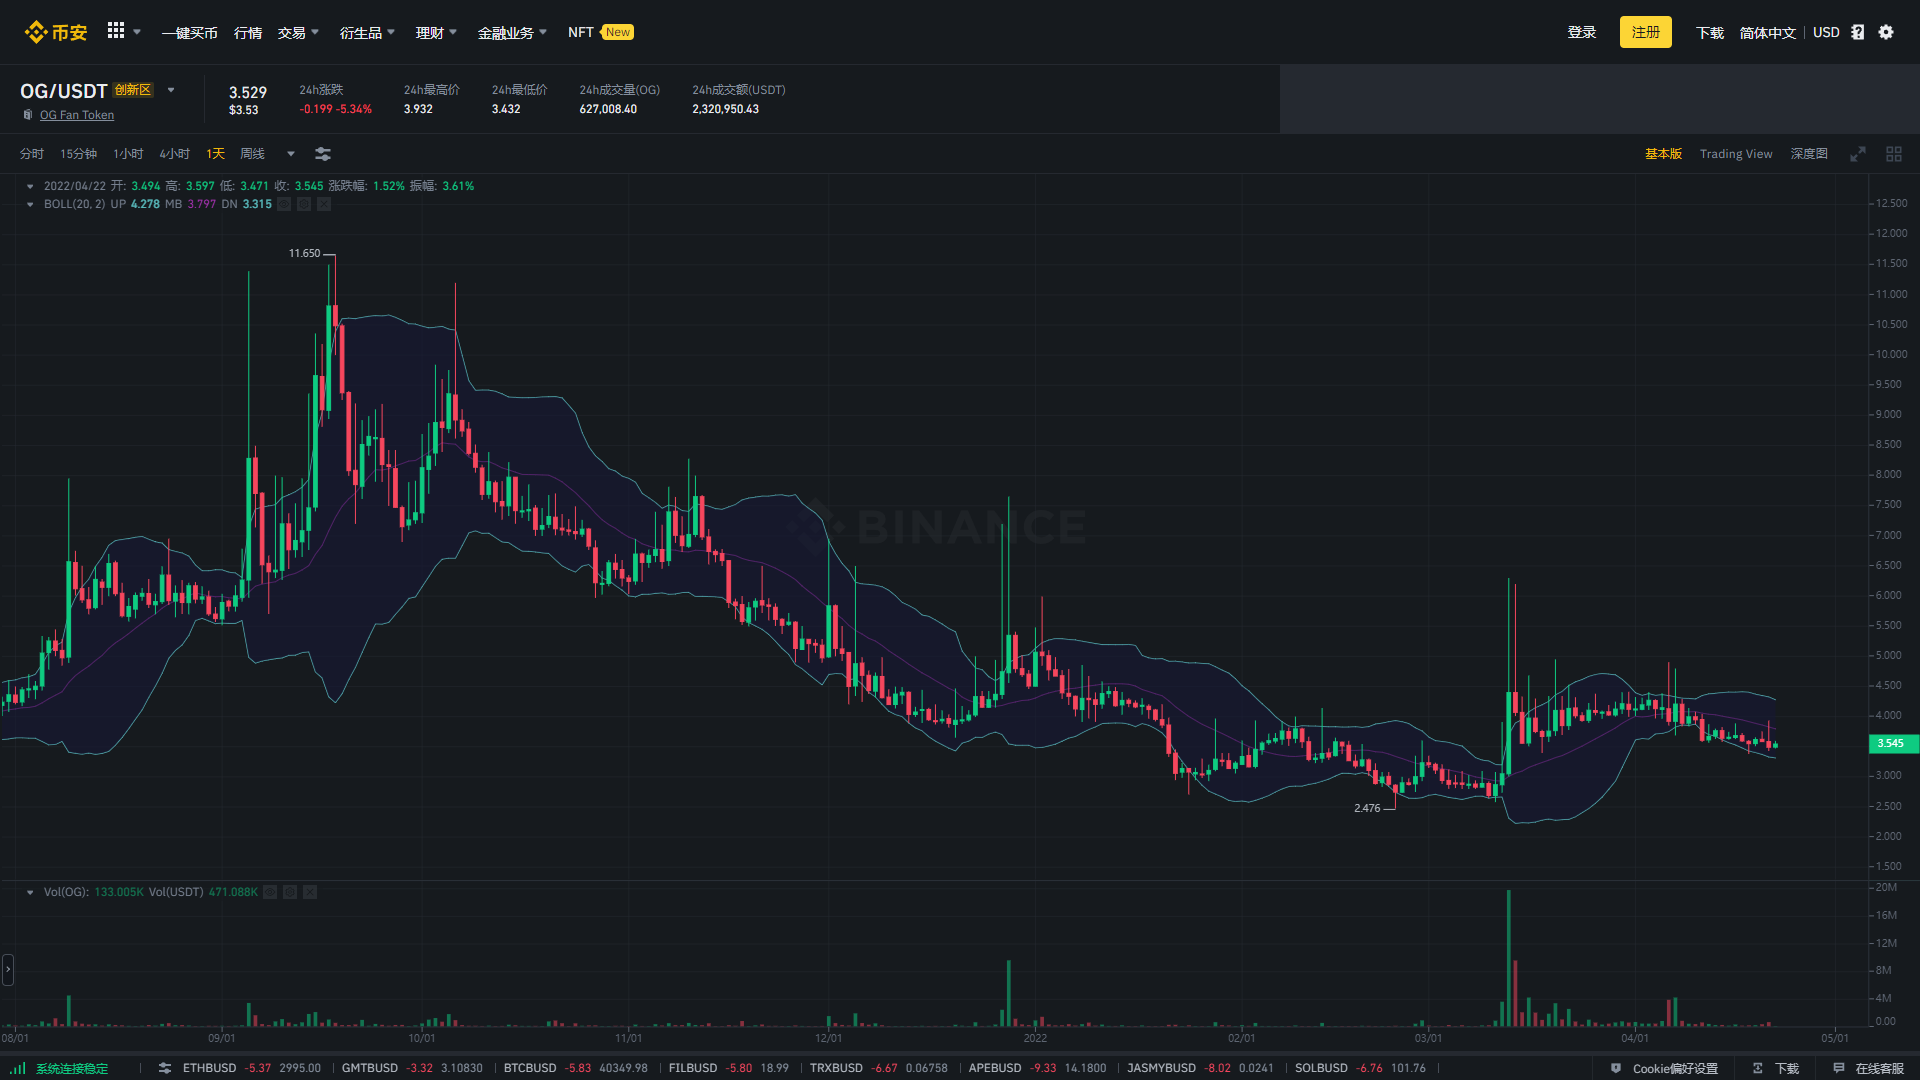 币安 一键买币 行情 交易 衍生品 理财 金融业务 NFT New 登录 注册 下载 简体中文 USD
OG/USDT 创新区
OG Fan Token
3.529
$3.53
24h涨跌
-0.199 -5.34%
24h最高价
3.932
24h最低价
3.432
24h成交量(OG)
627,008.40
24h成交额(USDT)
2,320,950.43
分时 15分钟 1小时 4小时 1天 周线 基本版 Trading View 深度图
2022/04/22 开: 3.494 高: 3.597 低: 3.471 收: 3.545 涨跌幅: 1.52% 振幅: 3.61%
BOLL(20, 2) UP 4.278 MB 3.797 DN 3.315
11.650
BINANCE
2.476
12.500
12.000
11.500
11.000
10.500
10.000
9.500
9.000
8.500
8.000
7.500
7.000
6.500
6.000
5.500
5.000
4.500
4.000
3.545
3.000
2.500
2.000
1.500
Vol(OG): 133.005K Vol(USDT) 471.088K
20M
16M
12M
8M
4M
0.00
08/01 09/01 10/01 11/01 12/01 2022 02/01 03/01 04/01 05/01
系统连接稳定 ETHBUSD -5.37 2995.00 GMTBUSD -3.32 3.10830 BTCBUSD -5.83 40349.98 FILBUSD -5.80 18.99 TRXBUSD -6.67 0.06758 APEBUSD -9.33 14.1800 JASMYBUSD -8.02 0.0241 SOLBUSD -6.76 101.76 Cookie偏好设置 下载 在线客服